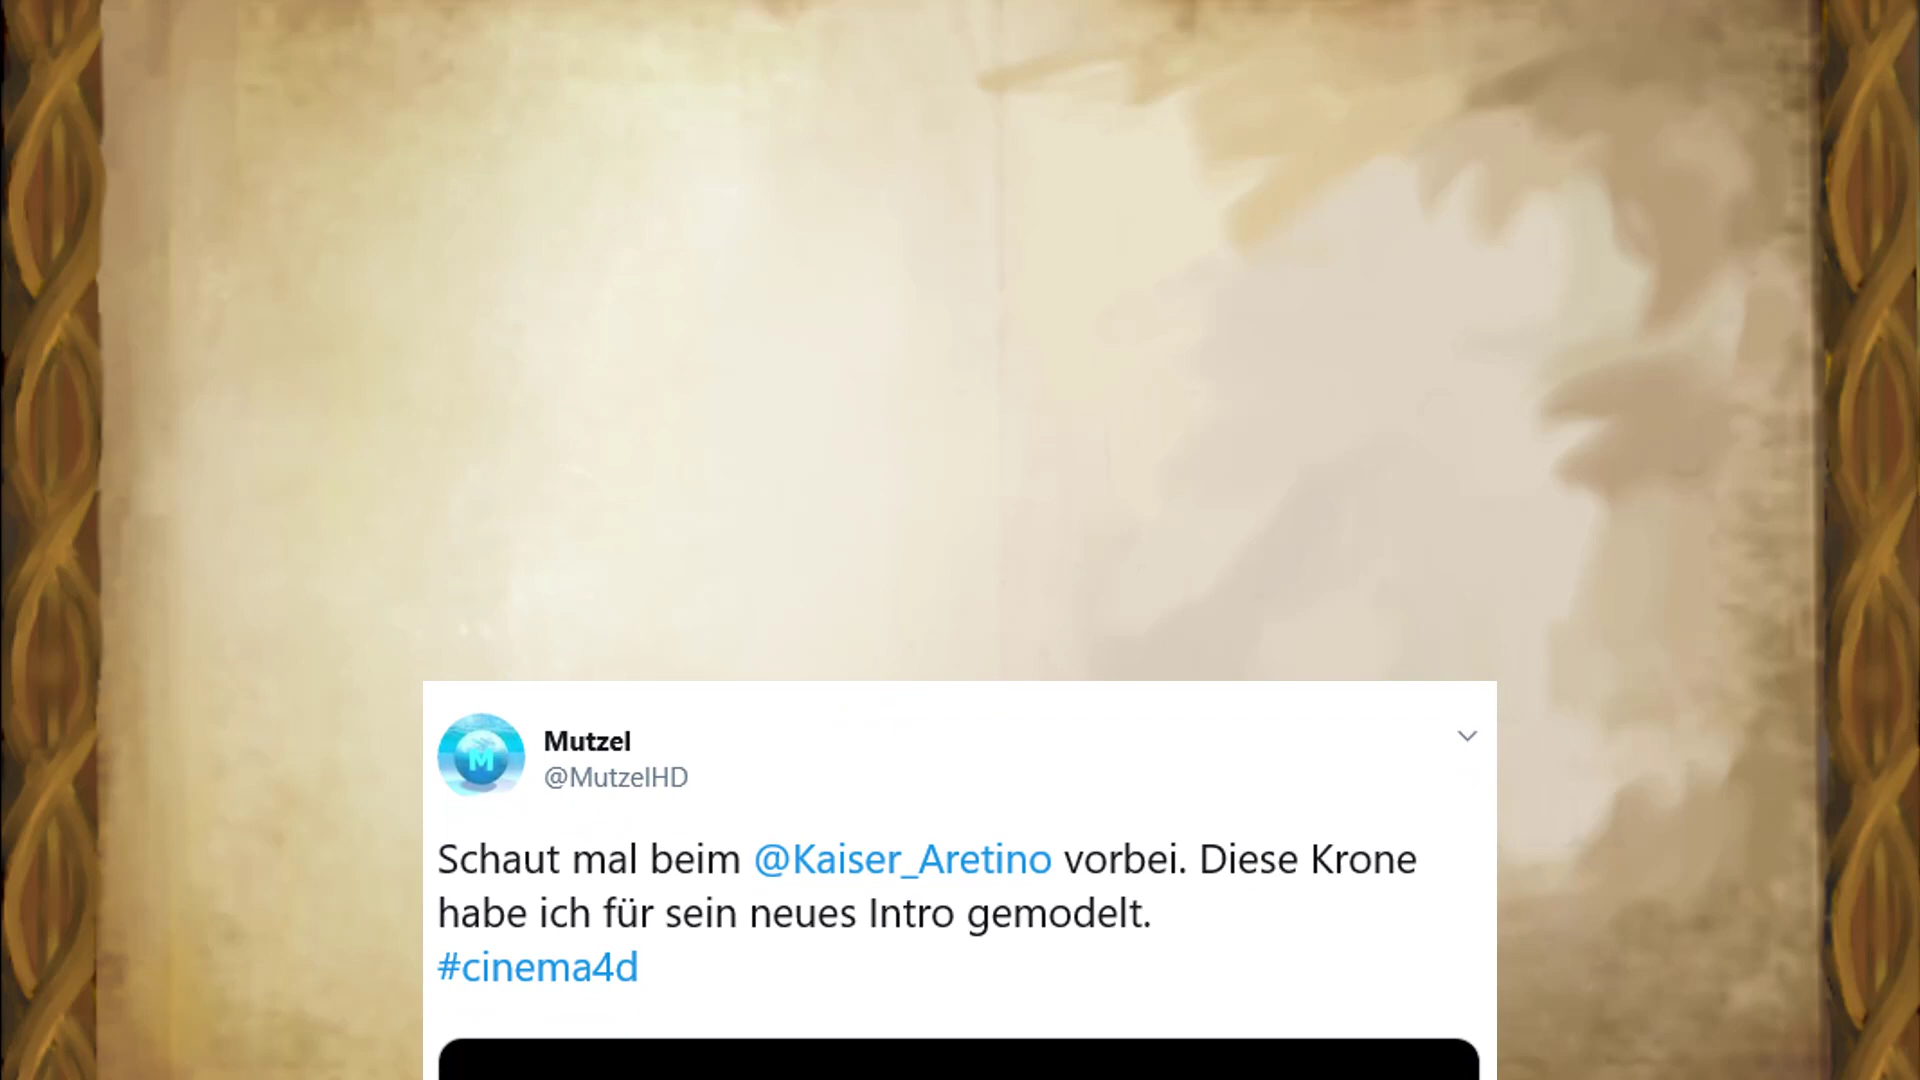 M
Mutzel
@MutzelHD
Schaut mal beim @Kaiser_Aretino vorbei. Diese Krone
habe ich für sein neues Intro gemodelt.
#cinema4d